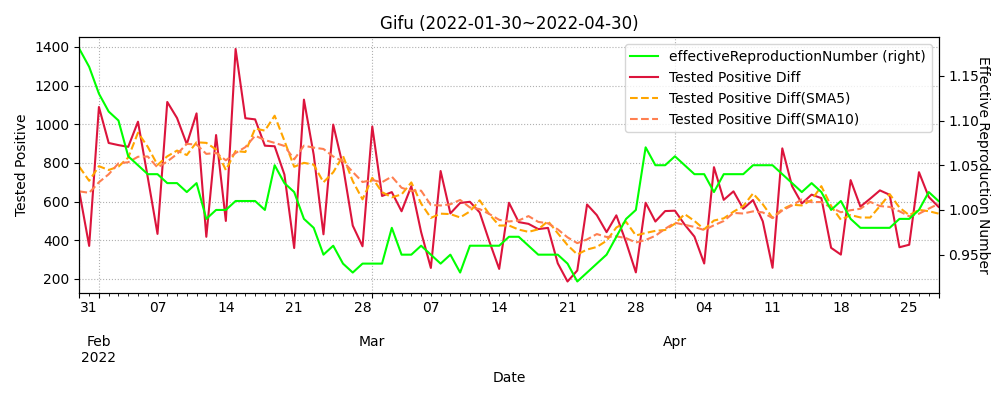 Gifu (2022-01-30~2022-04-30)
effectiveReproductionNumber (right)
Tested Positive Diff
Tested Positive Diff(SMA5)
Tested Positive Diff(SMA10)
Tested Positive
1400
1200
1000
800
600
400
200
Effective Reproduction Number
1.15
1.10
1.05
1.00
0.95
31 07 14 21 28 07 14 21 28 04 11 18 25
Feb Mar Apr
2022
Date